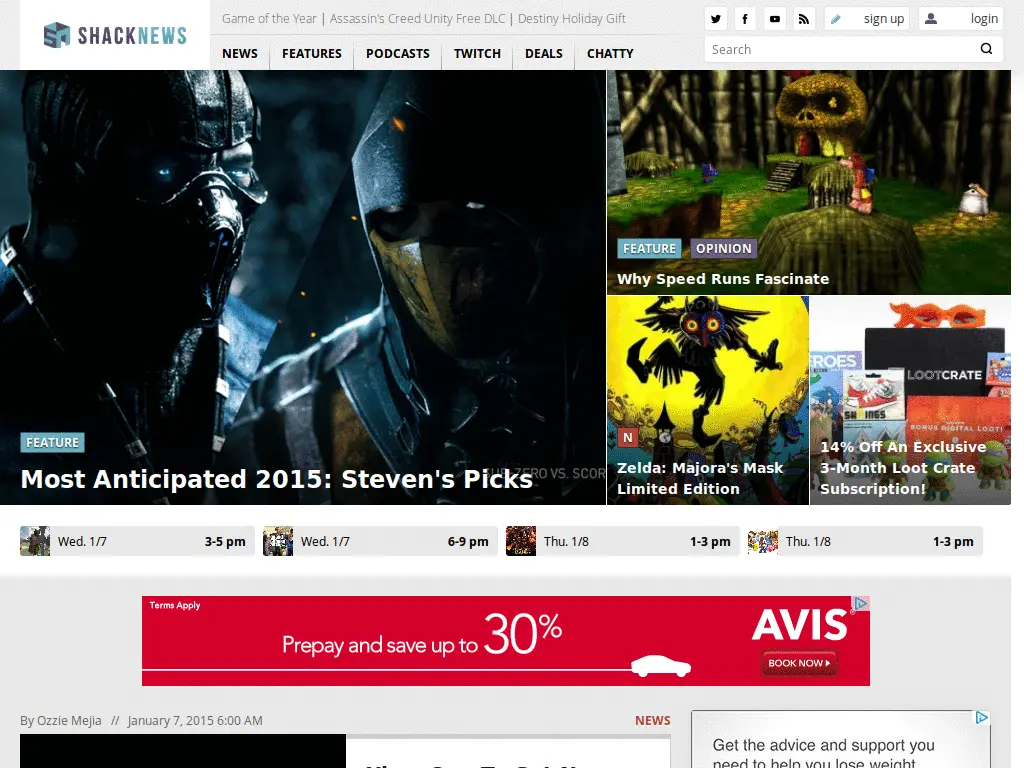 SHACKNEWS
Game of the Year | Assassin's Creed Unity Free DLC | Destiny Holiday Gift
sign up
login
NEWS
FEATURES
PODCASTS
TWITCH
DEALS
CHATTY
Search
FEATURE
Most Anticipated 2015: Steven's Picks
FEATURE
OPINION
Why Speed Runs Fascinate
N
Zelda: Majora's Mask
Limited Edition
LOOTCRATE
BONUS DIGITAL LOOT!
14% Off An Exclusive
3-Month Loot Crate
Subscription!
Wed. 1/7
3-5 pm
Wed. 1/7
6-9 pm
Thu. 1/8
1-3 pm
Thu. 1/8
1-3 pm
Terms Apply
Prepay and save up to 30%
AVIS
BOOK NOW
By Ozzie Mejia // January 7, 2015 6:00 AM
NEWS
Get the advice and support you
need to help you lose weight